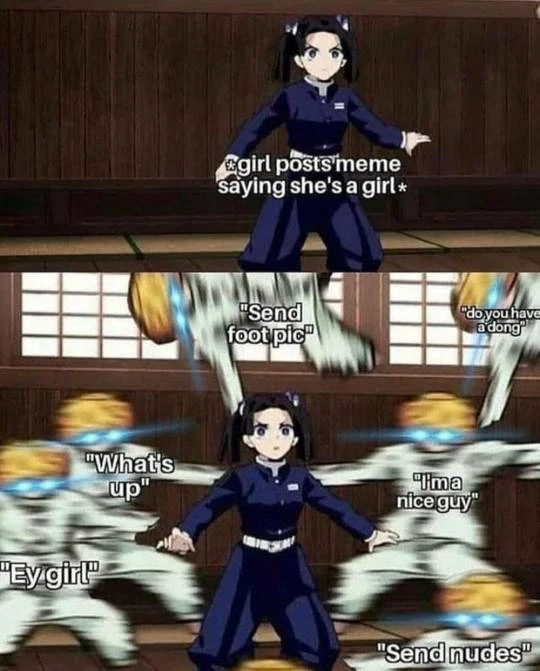 *girl posts meme
saying she's a girl*
"Send
foot pic"
"do you have
a dong"
"What's
up"
"I'm a
nice guy"
"Ey girl"
"Send nudes"